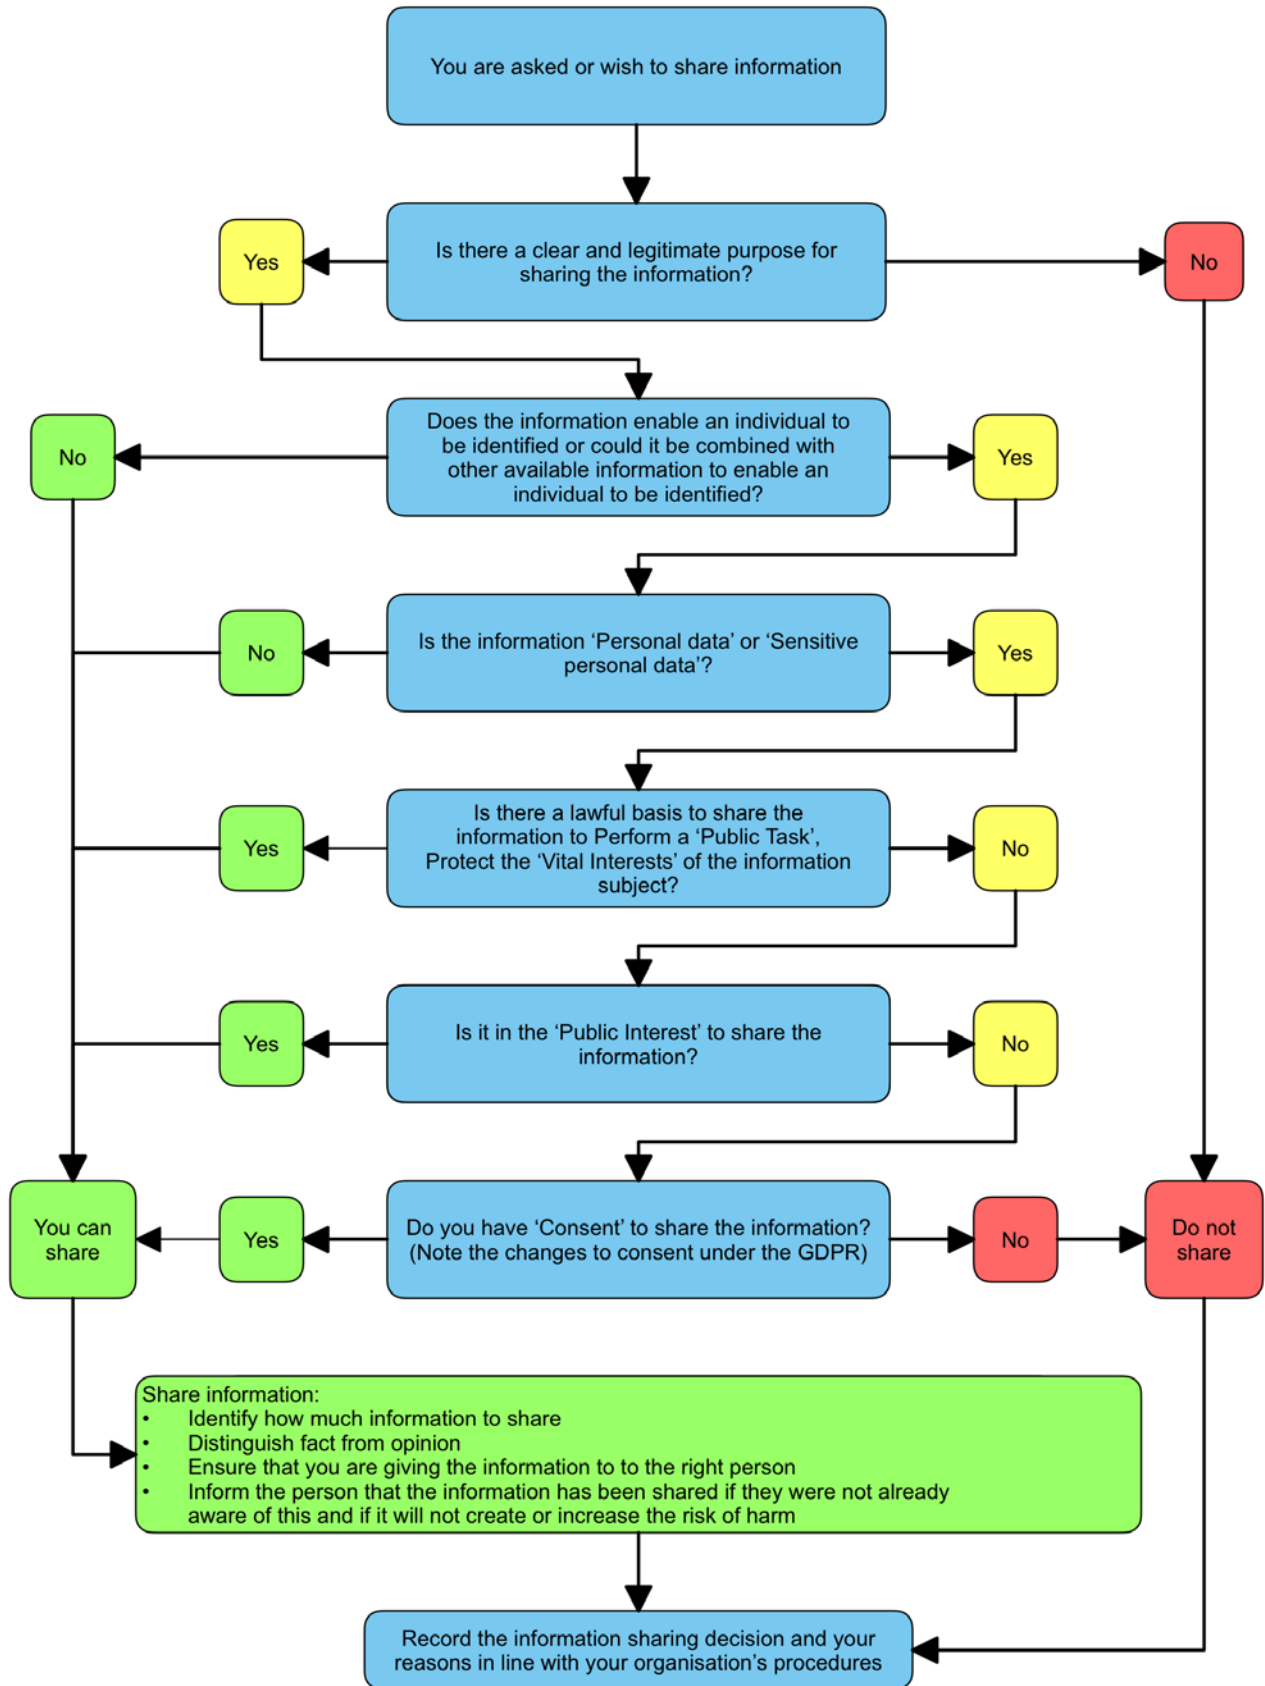 You are asked or wish to share information
Is there a clear and legitimate purpose for
sharing the information?
Yes
No
Does the information enable an individual to
be identified or could it be combined with
other available information to enable an
individual to be identified?
No
Yes
Is the information ‘Personal data’ or ‘Sensitive
personal data’?
No
Yes
Is there a lawful basis to share the
information to Perform a ‘Public Task’,
Protect the ‘Vital Interests’ of the information
subject?
Yes
No
Is it in the ‘Public Interest’ to share the
information?
Yes
No
You can
share
Yes
Do you have ‘Consent’ to share the information?
(Note the changes to consent under the GDPR)
No
Do not
share
Share information:
• Identify how much information to share
• Distinguish fact from opinion
• Ensure that you are giving the information to to the right person
• Inform the person that the information has been shared if they were not already
aware of this and if it will not create or increase the risk of harm
Record the information sharing decision and your
reasons in line with your organisation’s procedures